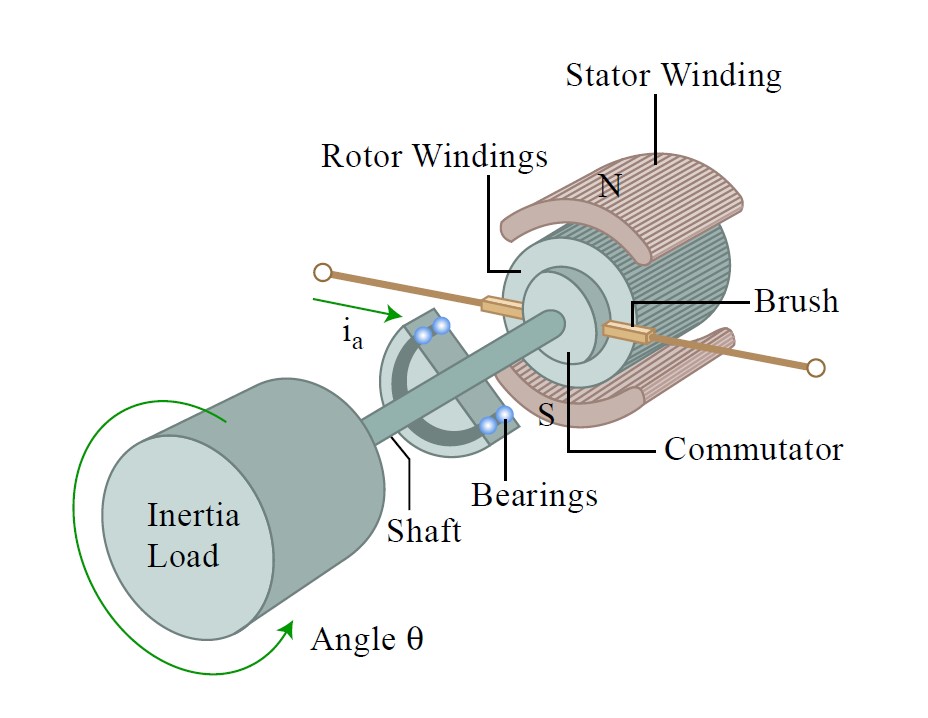 Stator Winding
Rotor Windings
N
Brush
i_a
S
Commutator
Bearings
Inertia
Load
Shaft
Angle θ